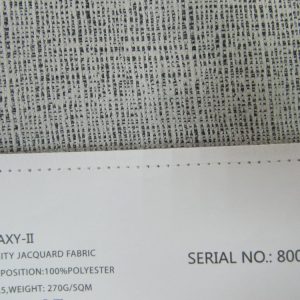 AXY-II
ITY JACQUARD FABRIC
POSITION:100%POLYESTER
5,WEIGHT: 270G/SQM
SERIAL NO.: 800